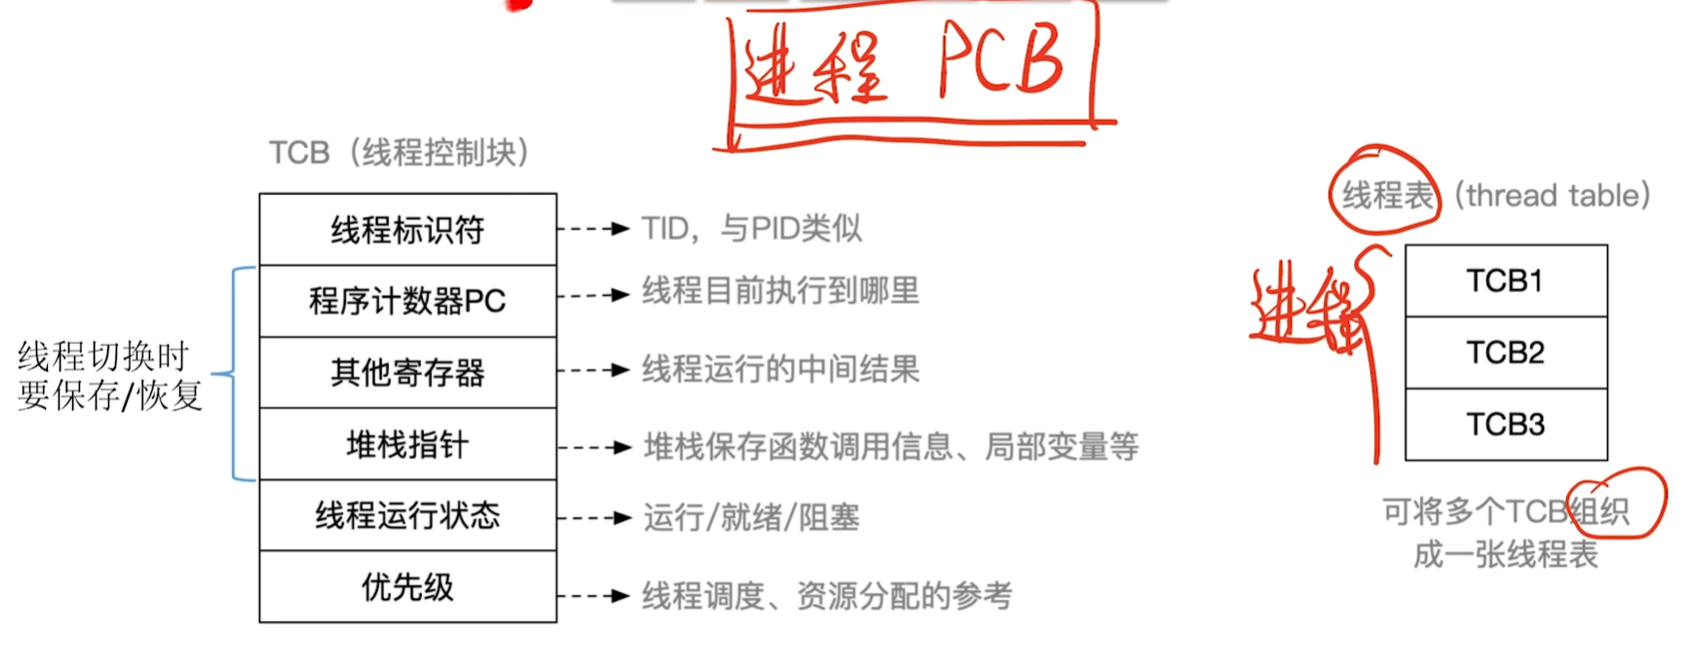 进程 PCB
TCB（线程控制块）
线程标识符
TID，与PID类似
程序计数器PC
线程目前执行到哪里
其他寄存器
线程运行的中间结果
堆栈指针
堆栈保存函数调用信息、局部变量等
线程运行状态
运行/就绪/阻塞
优先级
线程调度、资源分配的参考
线程切换时
要保存/恢复
线程表（thread table）
进程
TCB1
TCB2
TCB3
可将多个TCB组织
成一张线程表